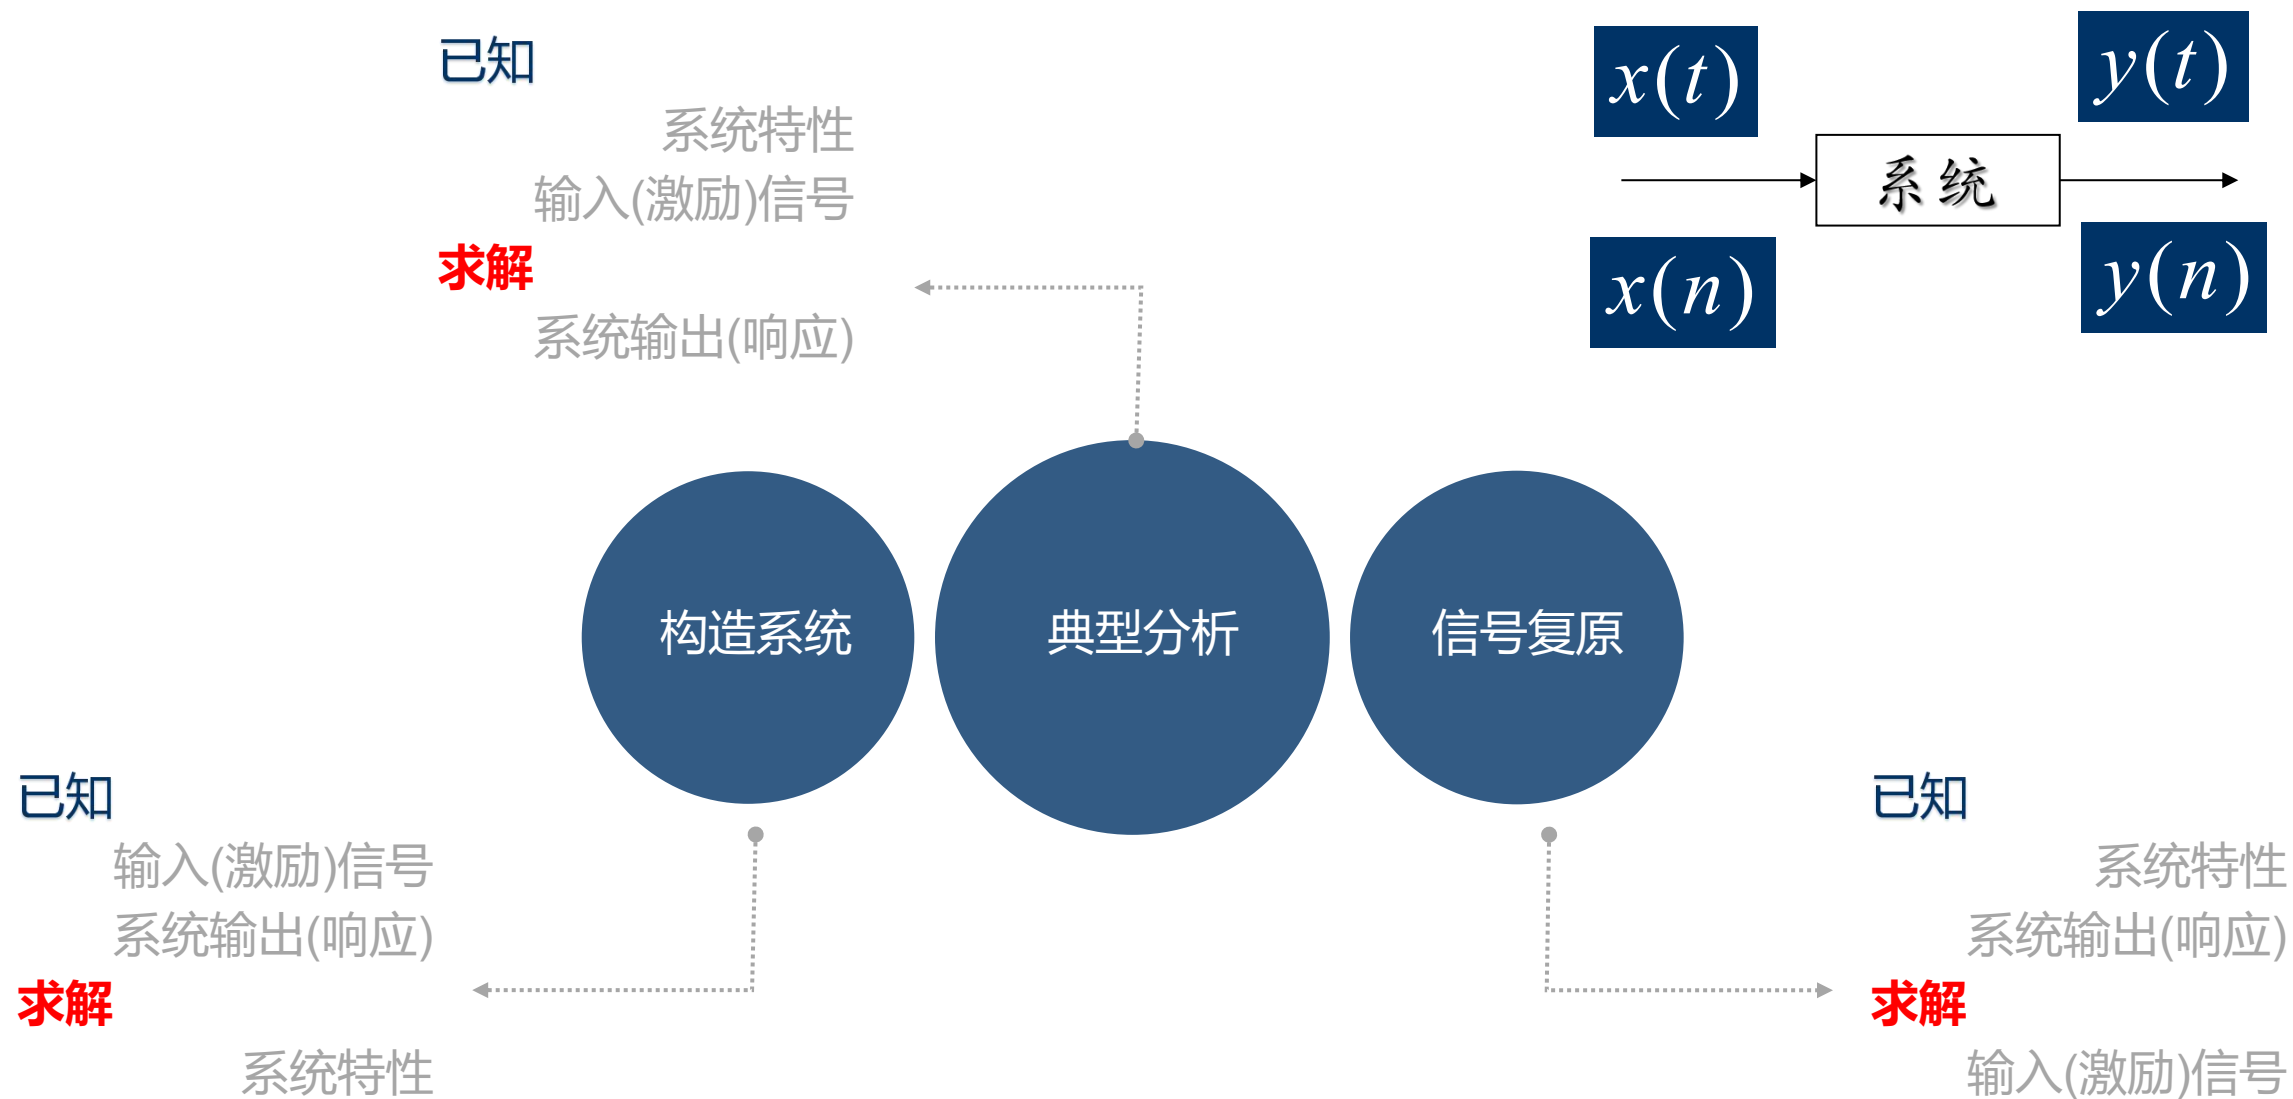 已知
系统特性
输入(激励)信号
求解
系统输出(响应)
x(t)
y(t)
系统
x(n)
y(n)
构造系统
典型分析
信号复原
已知
输入(激励)信号
系统输出(响应)
求解
系统特性
已知
系统特性
系统输出(响应)
求解
输入(激励)信号